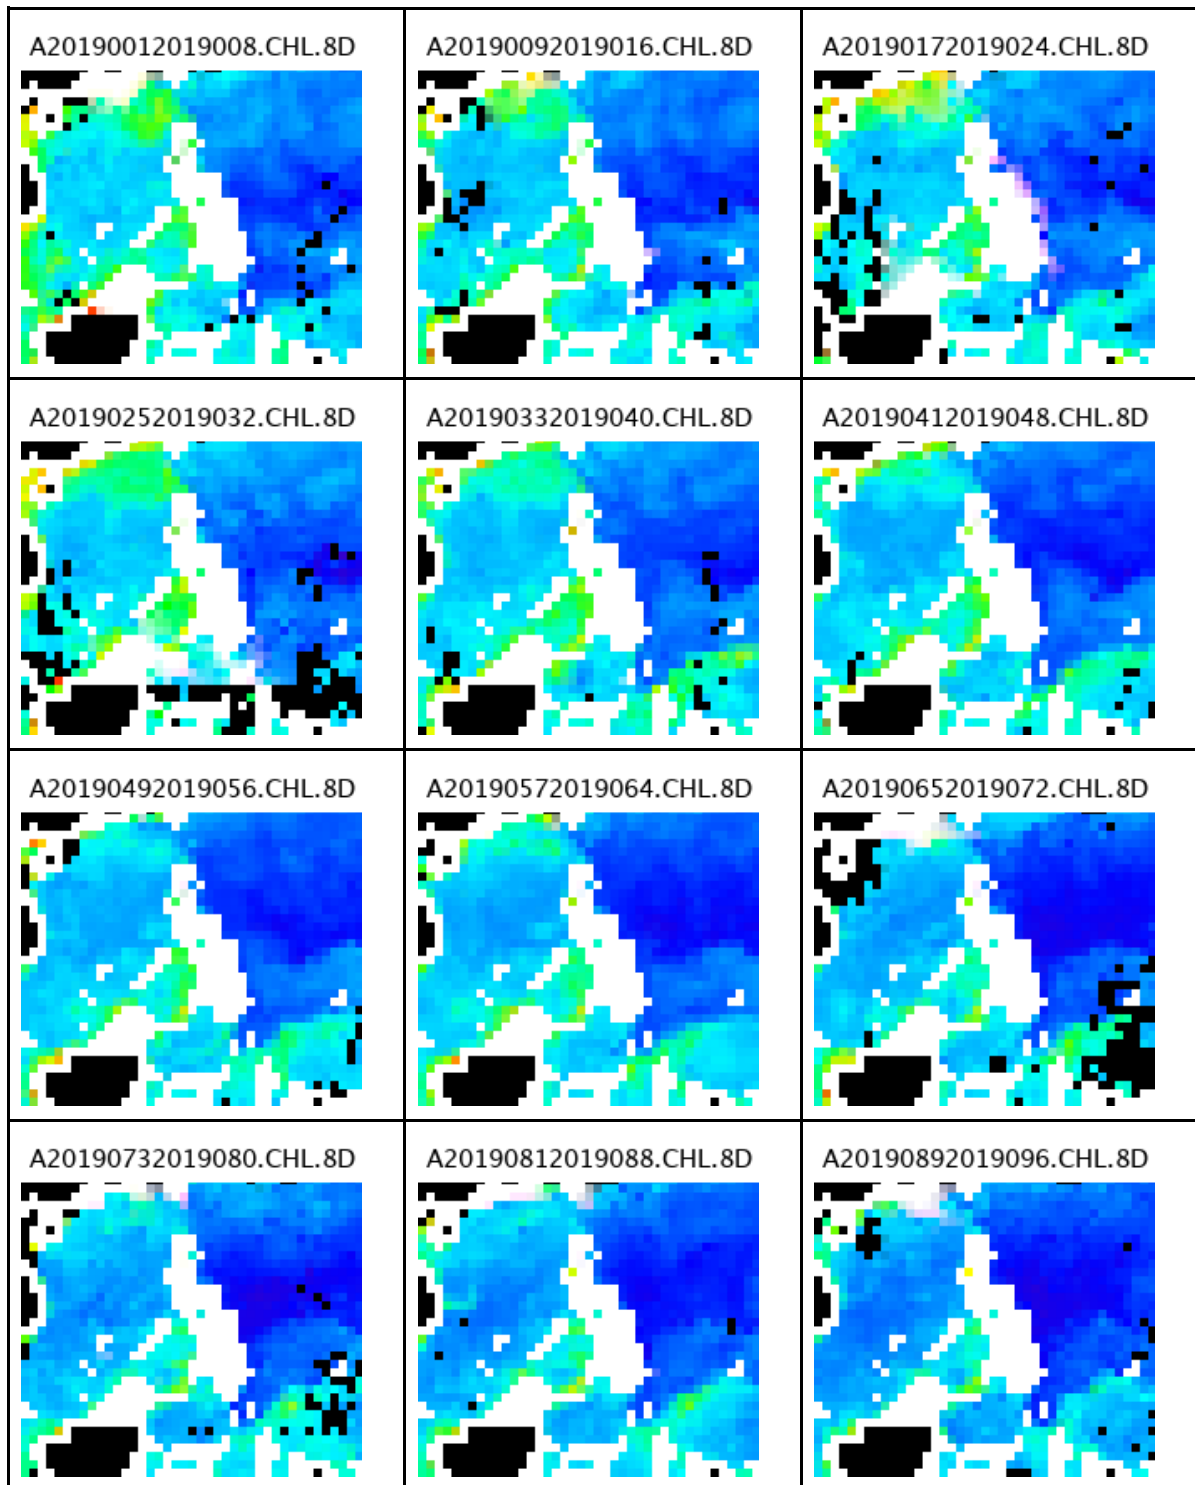 A20190012019008.CHL.8D
A20190092019016.CHL.8D
A20190172019024.CHL.8D
A20190252019032.CHL.8D
A20190332019040.CHL.8D
A20190412019048.CHL.8D
A20190492019056.CHL.8D
A20190572019064.CHL.8D
A20190652019072.CHL.8D
A20190732019080.CHL.8D
A20190812019088.CHL.8D
A20190892019096.CHL.8D